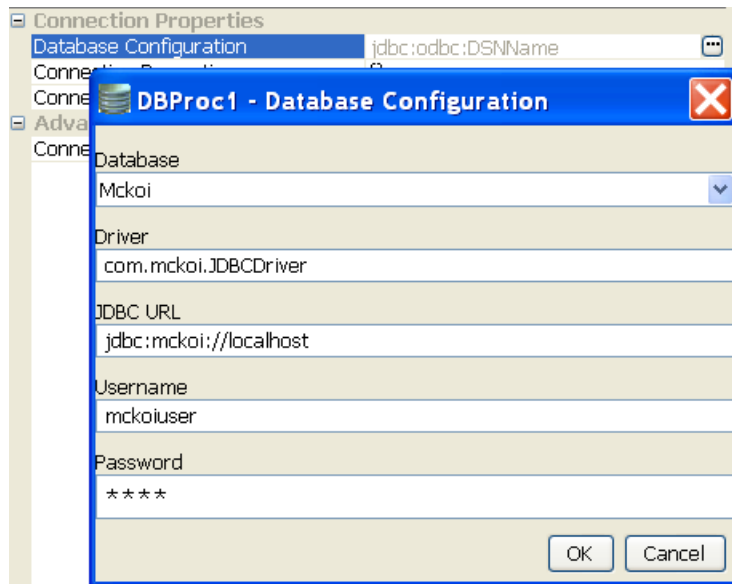 Connection Properties
Database Configuration jdbc:odbc:DSNName
DBProc1 - Database Configuration
Database
Mckoi
Driver
com.mckoi.JDBCDriver
JDBC URL
jdbc:mckoi://localhost
Username
mckoiuser
Password
****
OK Cancel